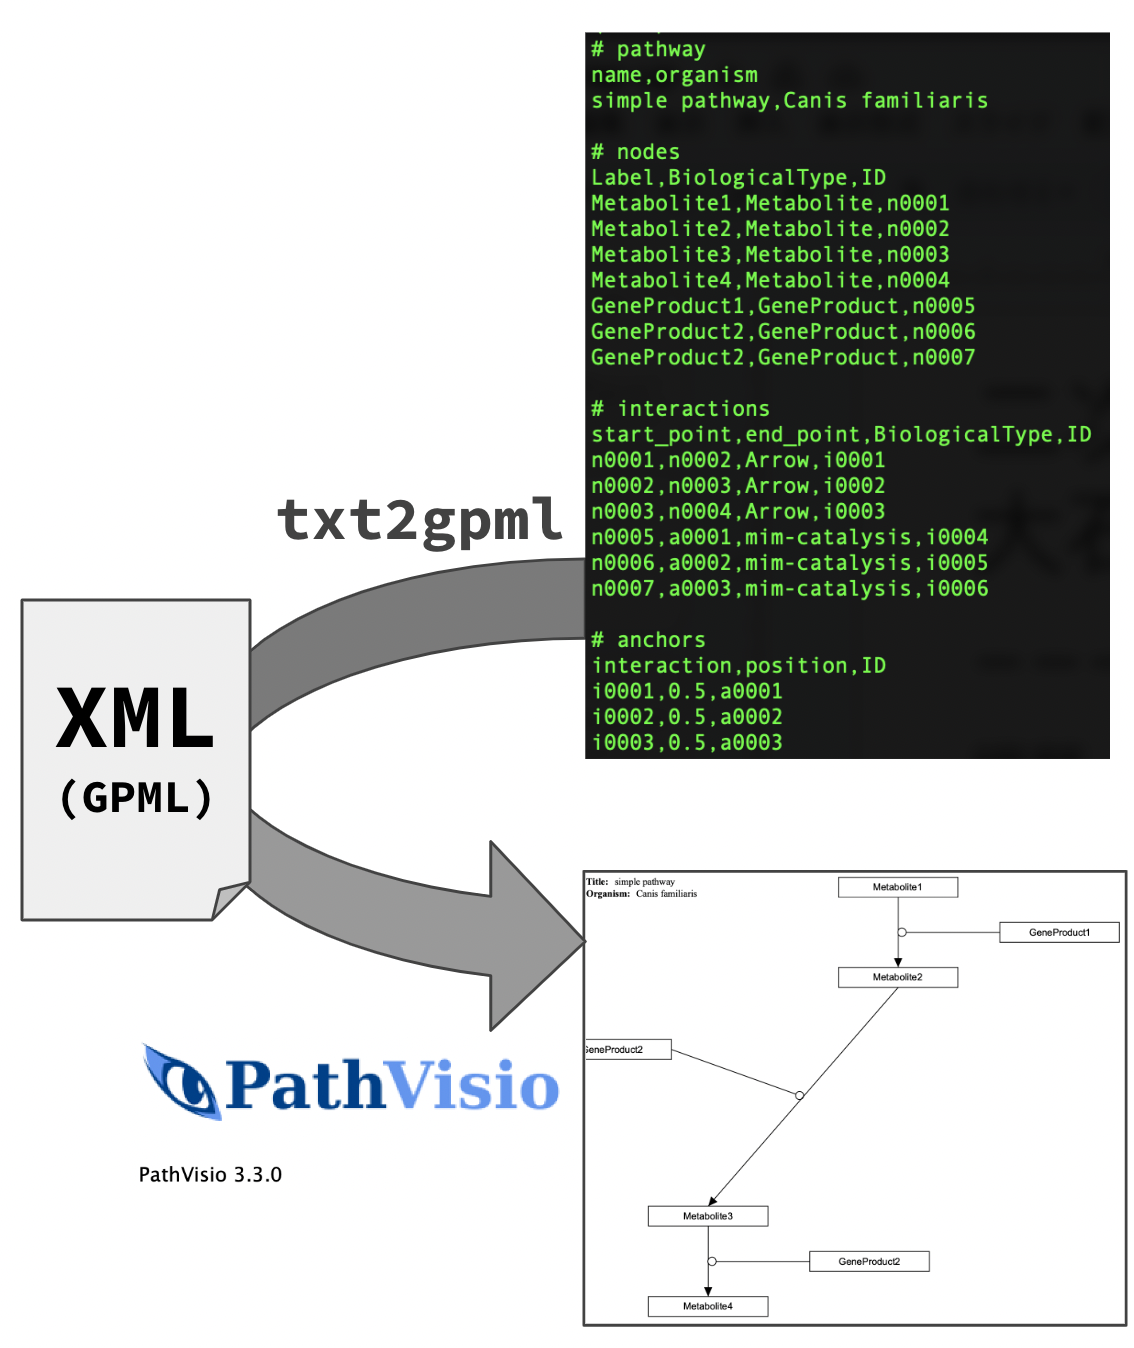 # pathway
name,organism
simple pathway,Canis familiaris
# nodes
Label,BiologicalType,ID
Metabolite1,Metabolite,n0001
Metabolite2,Metabolite,n0002
Metabolite3,Metabolite,n0003
Metabolite4,Metabolite,n0004
GeneProduct1,GeneProduct,n0005
GeneProduct2,GeneProduct,n0006
GeneProduct2,GeneProduct,n0007
# interactions
start_point,end_point,BiologicalType,ID
n0001,n0002,Arrow,i0001
n0002,n0003,Arrow,i0002
n0003,n0004,Arrow,i0003
n0005,a0001,mim-catalysis,i0004
n0006,a0002,mim-catalysis,i0005
n0007,a0003,mim-catalysis,i0006
# anchors
interaction,position,ID
i0001,0.5,a0001
i0002,0.5,a0002
i0003,0.5,a0003
txt2gpml
XML
(GPML)
Title: simple pathway
Organism: Canis familiaris
Metabolite1
GeneProduct1
Metabolite2
GeneProduct2
Metabolite3
GeneProduct2
Metabolite4
PathVisio
PathVisio 3.3.0